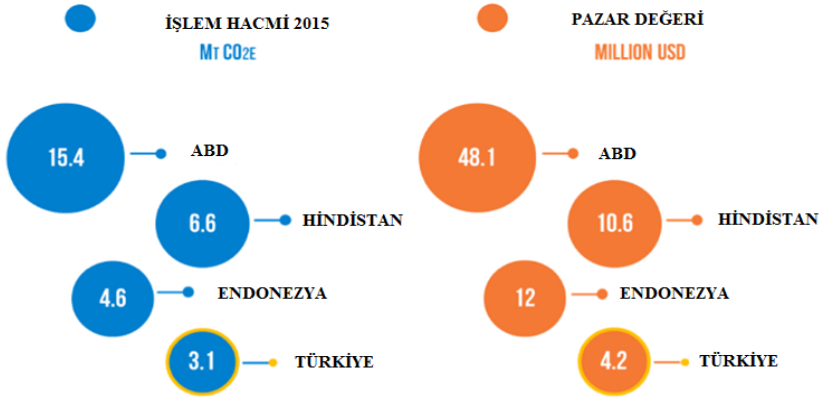 İŞLEM HACMİ 2015
MT CO2E
15.4
ABD
6.6
HİNDİSTAN
4.6
ENDONEZYA
3.1
TÜRKİYE
PAZAR DEĞERİ
MILLION USD
48.1
ABD
10.6
HİNDİSTAN
12
ENDONEZYA
4.2
TÜRKİYE